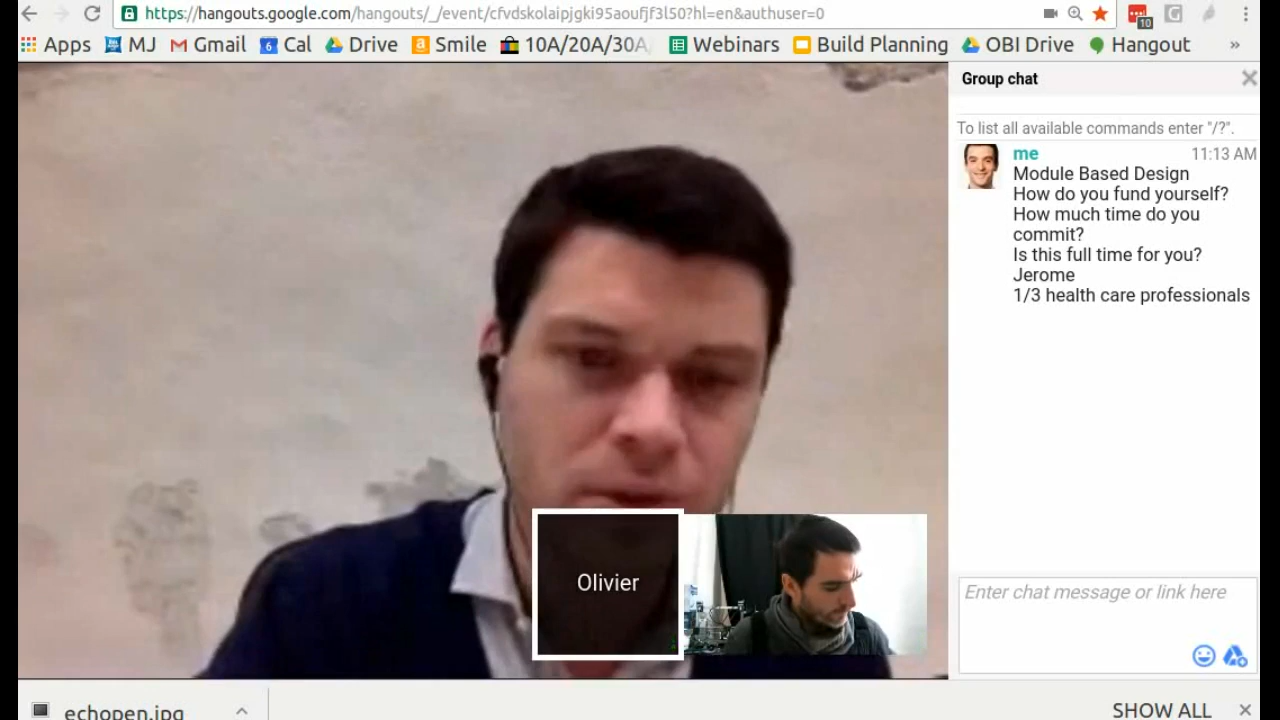 https://hangouts.google.com/hangouts/_/event/cfvdskolaipjgki95aoufjf3l50?hl=en&authuser=0
10
Apps MJ Gmail 6 Cal Drive a Smile 10A/20A/30A Webinars Build Planning OBI Drive Hangout »
Group chat
To list all available commands enter "/?".
me 11:13 AM
Module Based Design
How do you fund yourself?
How much time do you
commit?
Is this full time for you?
Jerome
1/3 health care professionals
Olivier
Enter chat message or link here
echopen.jpg
SHOW ALL